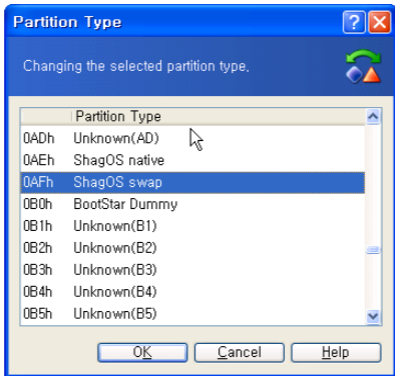 Partition Type
Changing the selected partition type,
Partition Type
0ADh Unknown(AD)
0AEh ShagOS native
0AFh ShagOS swap
0B0h BootStar Dummy
0B1h Unknown(B1)
0B2h Unknown(B2)
0B3h Unknown(B3)
0B4h Unknown(B4)
0B5h Unknown(B5)
OK Cancel Help